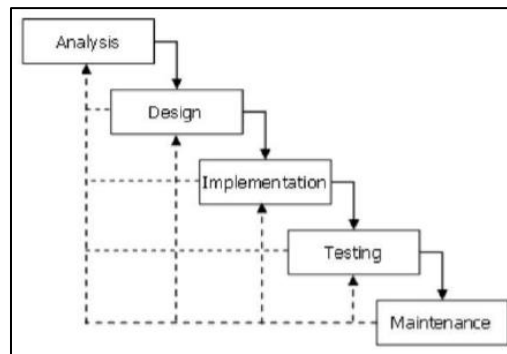 Analysis
Design
Implementation
Testing
Maintenance